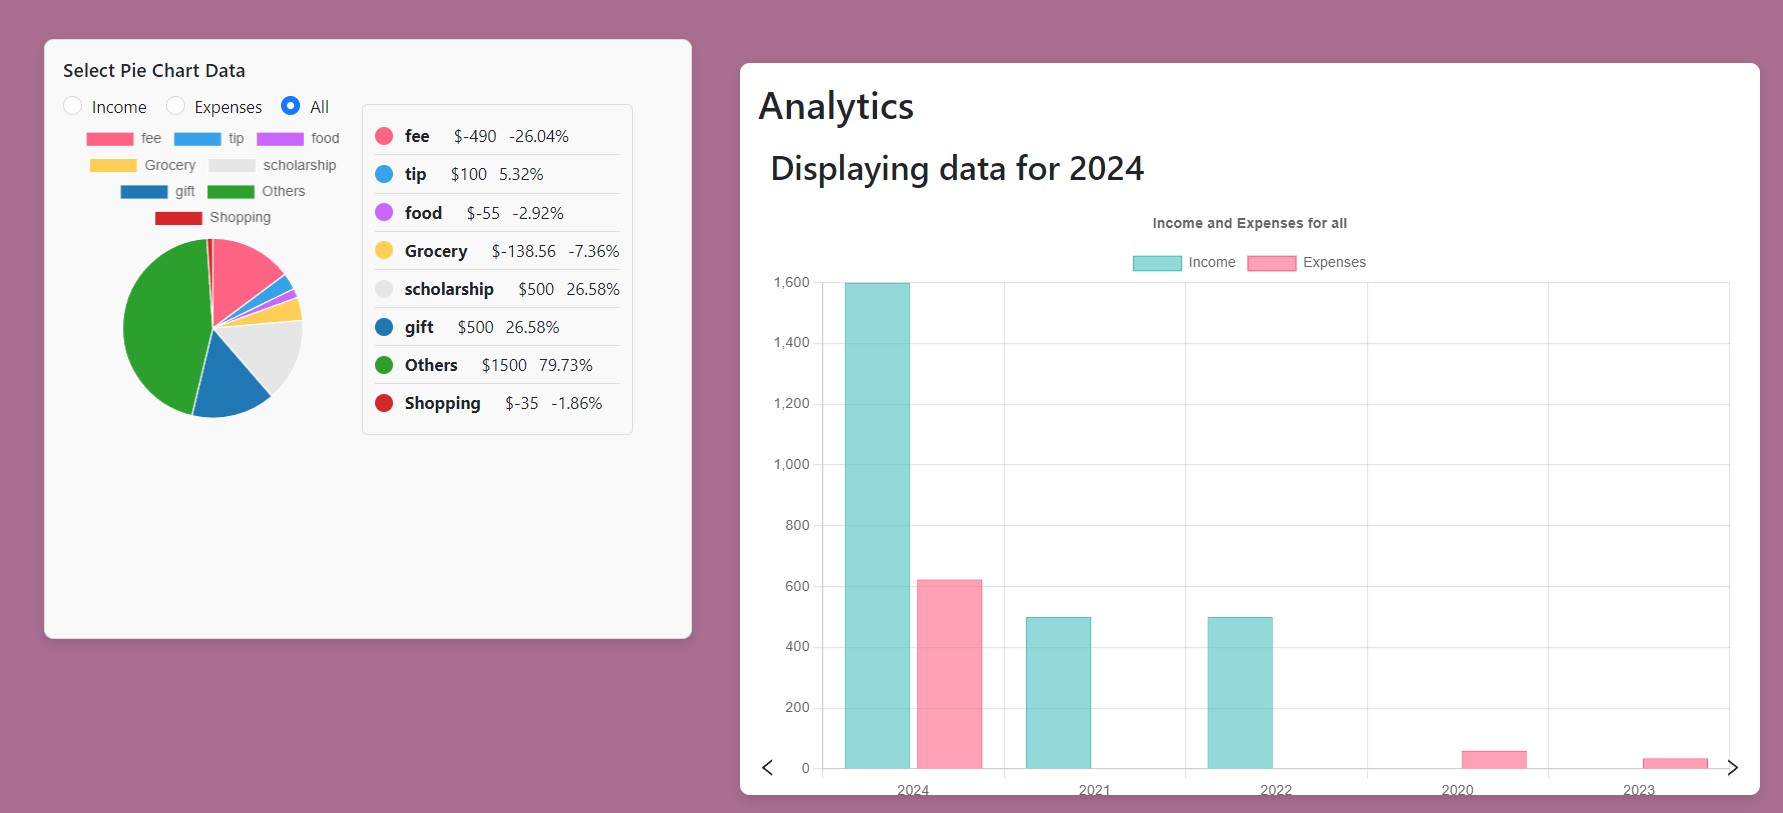 Select Pie Chart Data
Income Expenses All
fee tip food
Grocery scholarship
gift Others
Shopping
fee $-490 -26.04%
tip $100 5.32%
food $-55 -2.92%
Grocery $-138.56 -7.36%
scholarship $500 26.58%
gift $500 26.58%
Others $1500 79.73%
Shopping $-35 -1.86%
Analytics
Displaying data for 2024
Income and Expenses for all
Income Expenses
1,600
1,400
1,200
1,000
800
600
400
200
0
2024 2021 2022 2020 2023